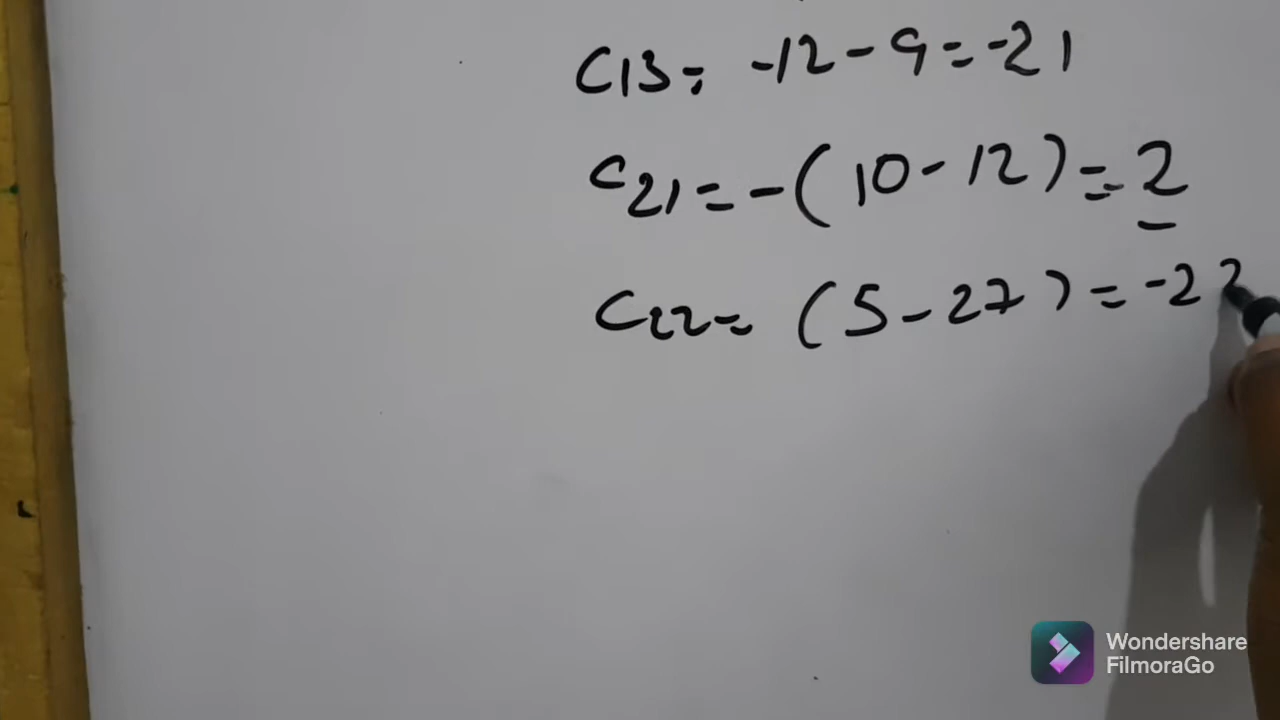 C13 = -12 - 9 = -21
C21 = -(10 - 12) = 2
C22 = (5 - 27) = -22
Wondershare
FilmoraGo